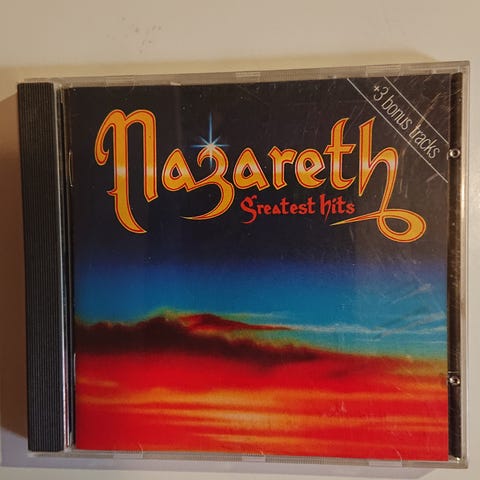 +3 bonus tracks
Nazareth
Greatest hits